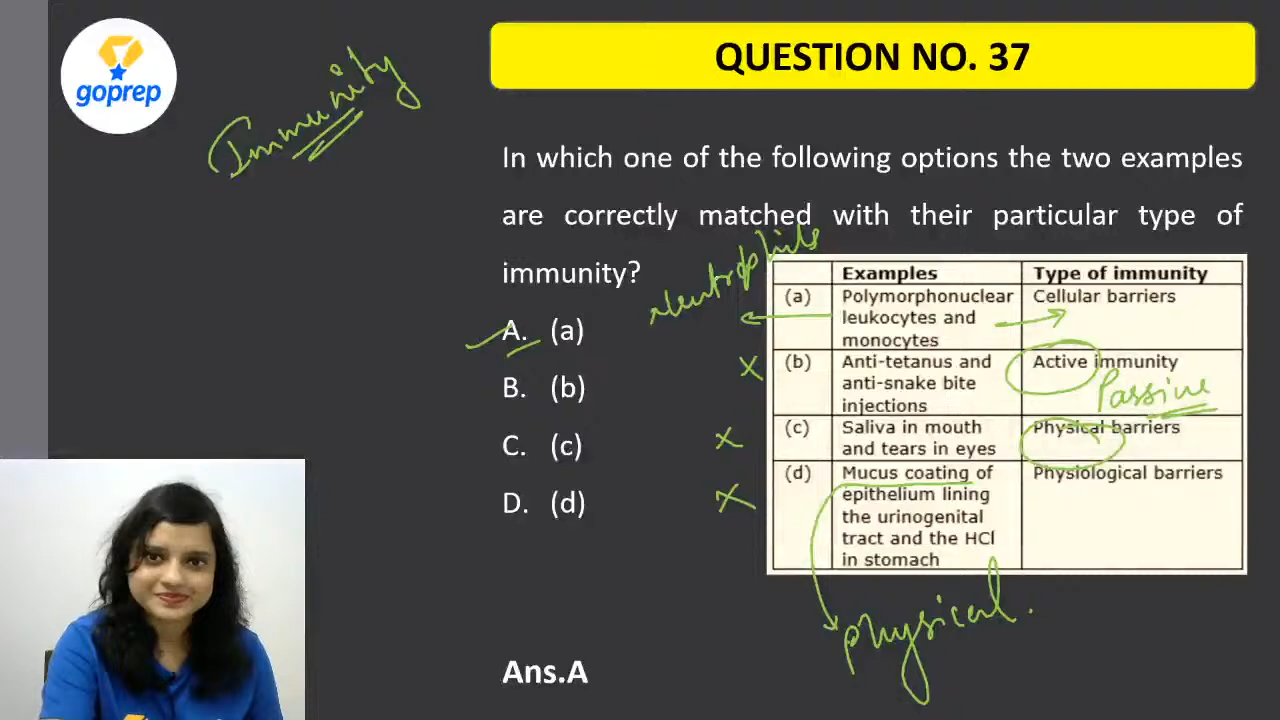 goprep
Immunity
QUESTION NO. 37
In which one of the following options the two examples
are correctly matched with their particular type of
immunity?
Neutrophils
A. (a)
B. (b)
C. (c)
D. (d)
Examples Type of immunity
(a) Polymorphonuclear Cellular barriers
leukocytes and
monocytes
(b) Anti-tetanus and Active immunity
anti-snake bite
injections
Passive
(c) Saliva in mouth Physical barriers
and tears in eyes
(d) Mucus coating of Physiological barriers
epithelium lining
the urinogenital
tract and the HCl
in stomach
physical.
Ans.A